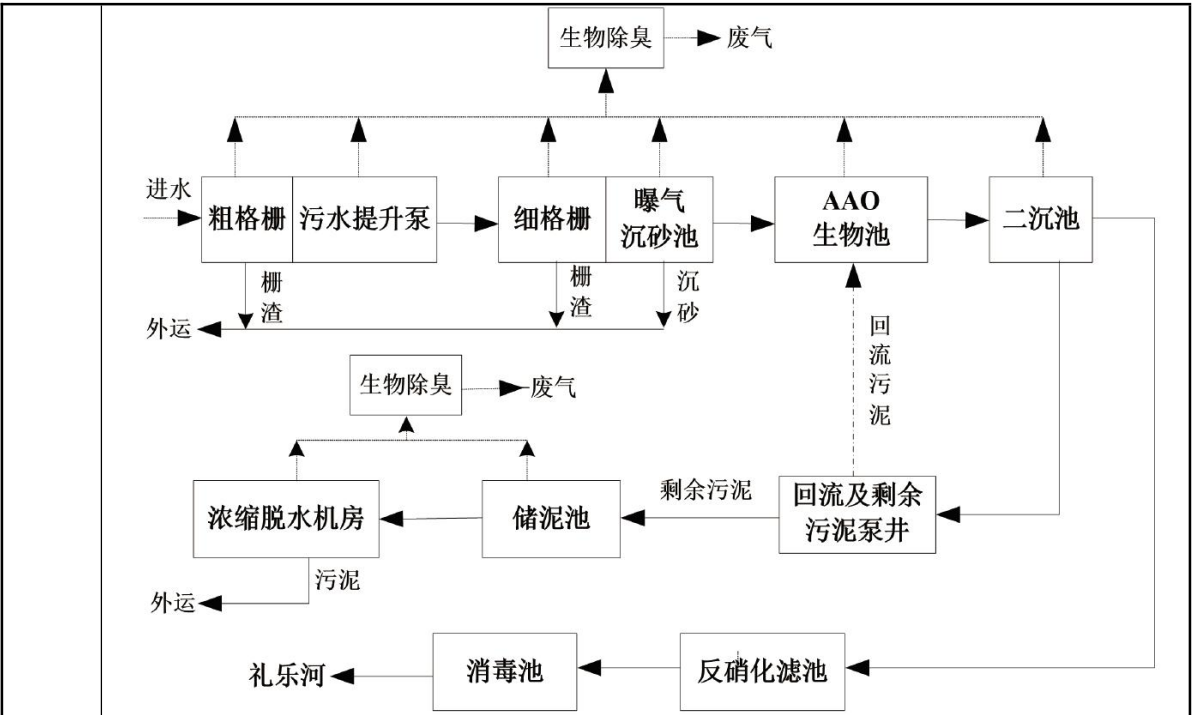 生物除臭
废气
进水
粗格栅
污水提升泵
细格栅
曝气
沉砂池
AAO
生物池
二沉池
栅渣
栅渣
沉砂
外运
回流污泥
生物除臭
废气
浓缩脱水机房
储泥池
剩余污泥
回流及剩余
污泥泵井
污泥
外运
礼乐河
消毒池
反硝化滤池